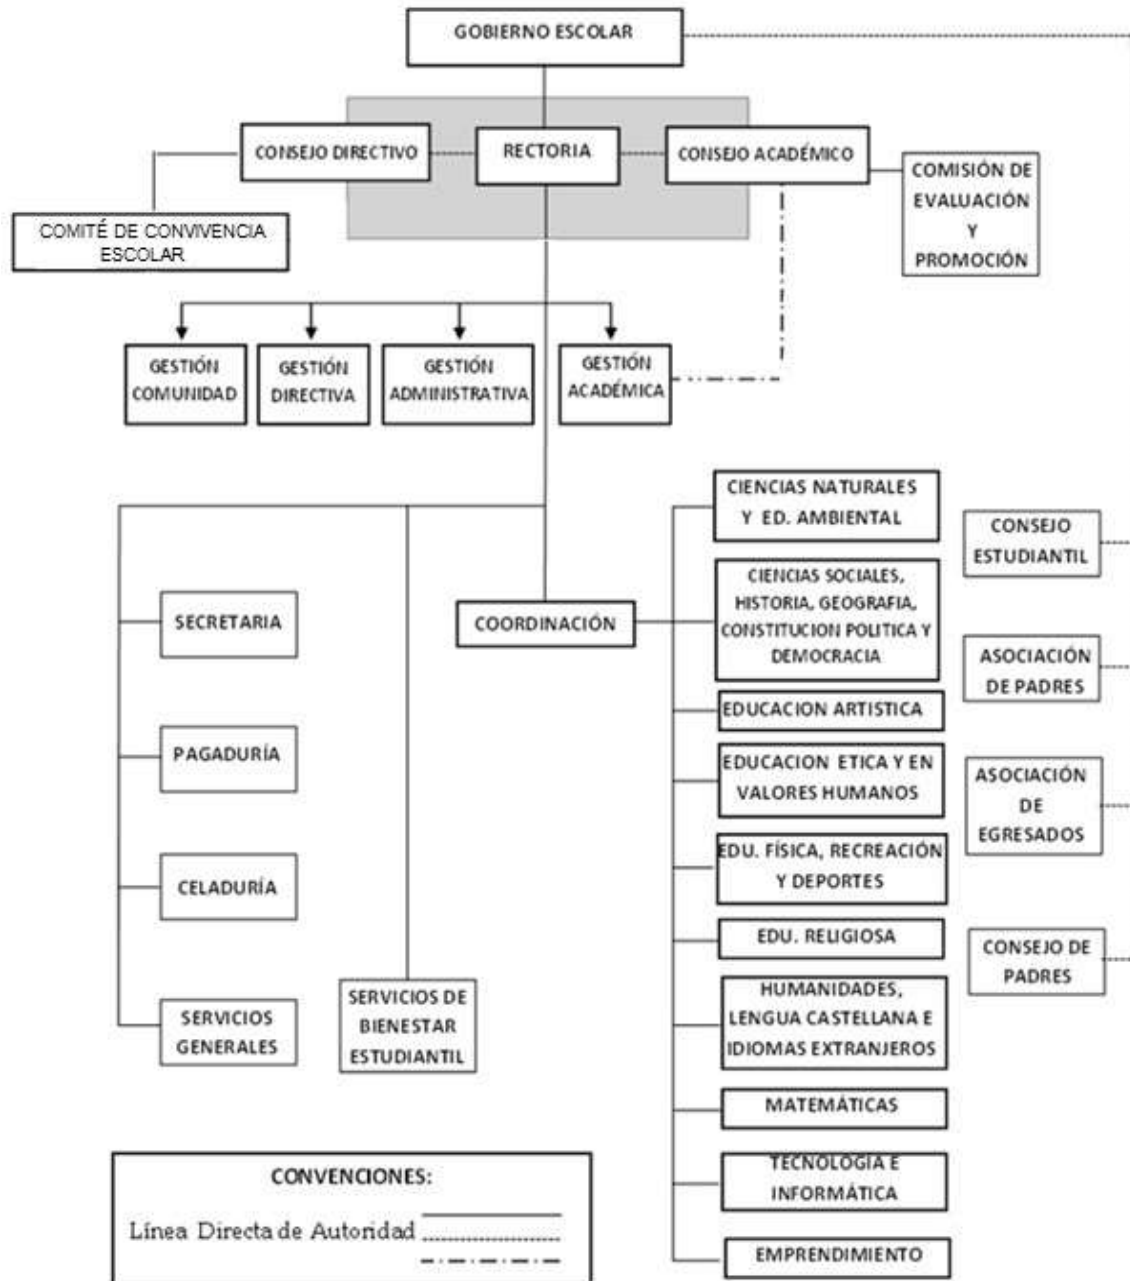 GOBIERNO ESCOLAR
CONSEJO DIRECTIVO
RECTORIA
CONSEJO ACADÉMICO
COMISIÓN DE
EVALUACIÓN
Y
PROMOCIÓN
COMITÉ DE CONVIVENCIA
ESCOLAR
GESTIÓN
COMUNIDAD
GESTIÓN
DIRECTIVA
GESTIÓN
ADMINISTRATIVA
GESTIÓN
ACADÉMICA
SECRETARIA
PAGADURÍA
CELADURÍA
SERVICIOS
GENERALES
SERVICIOS DE
BIENESTAR
ESTUDIANTIL
COORDINACIÓN
CIENCIAS NATURALES
Y ED. AMBIENTAL
CIENCIAS SOCIALES,
HISTORIA, GEOGRAFIA,
CONSTITUCION POLITICA Y
DEMOCRACIA
EDUCACION ARTISTICA
EDUCACION ETICA Y EN
VALORES HUMANOS
EDU. FÍSICA, RECREACIÓN
Y DEPORTES
EDU. RELIGIOSA
HUMANIDADES,
LENGUA CASTELLANA E
IDIOMAS EXTRANJEROS
MATEMÁTICAS
TECNOLOGIA E
INFORMÁTICA
EMPRENDIMIENTO
CONSEJO
ESTUDIANTIL
ASOCIACIÓN
DE PADRES
ASOCIACIÓN
DE
EGRESADOS
CONSEJO DE
PADRES
CONVENCIONES:
Línea Directa de Autoridad